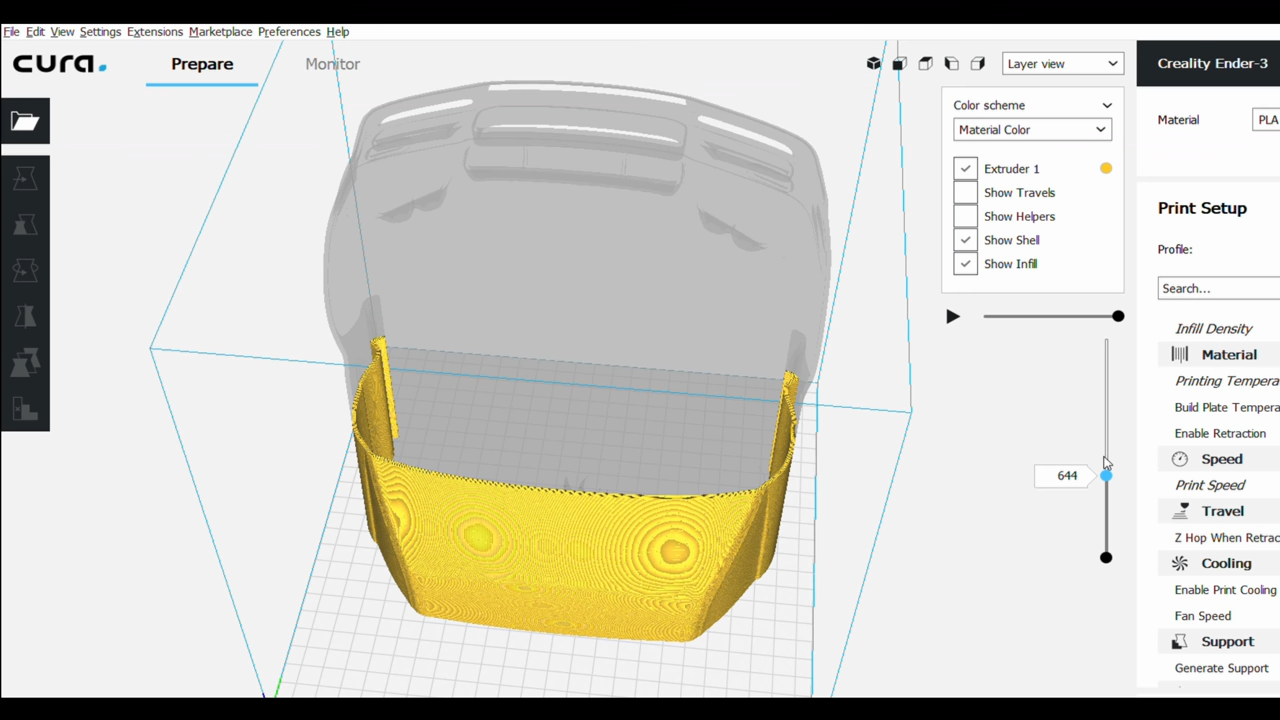 File Edit View Settings Extensions Marketplace Preferences Help
cura.
Prepare
Monitor
Layer view
Creality Ender-3
Color scheme
Material Color
Extruder 1
Show Travels
Show Helpers
Show Shell
Show Infill
644
Material
PLA
Print Setup
Profile:
Search...
Infill Density
Material
Printing Tempera
Build Plate Tempera
Enable Retraction
Speed
Print Speed
Travel
Z Hop When Retrac
Cooling
Enable Print Cooling
Fan Speed
Support
Generate Support